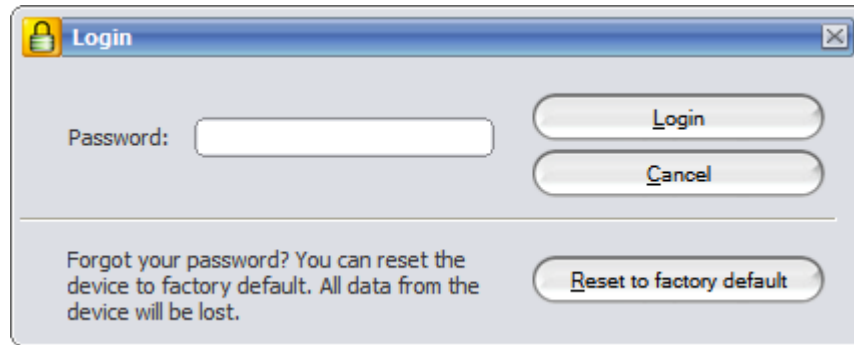 Login
Password:
Login
Cancel
Forgot your password? You can reset the
device to factory default. All data from the
device will be lost.
Reset to factory default